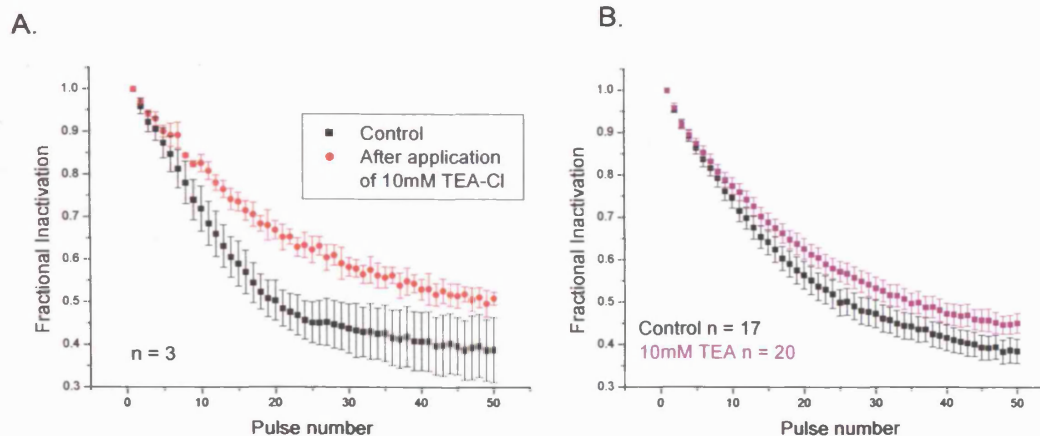 A.
Fractional Inactivation
1.0
0.9
0.8
0.7
0.6
0.5
0.4
0.3
0
10
20
30
40
50
Pulse number
Control
After application
of 10mM TEA-Cl
n = 3
B.
Fractional Inactivation
1.0
0.9
0.8
0.7
0.6
0.5
0.4
0.3
0
10
20
30
40
50
Pulse number
Control n = 17
10mM TEA n = 20